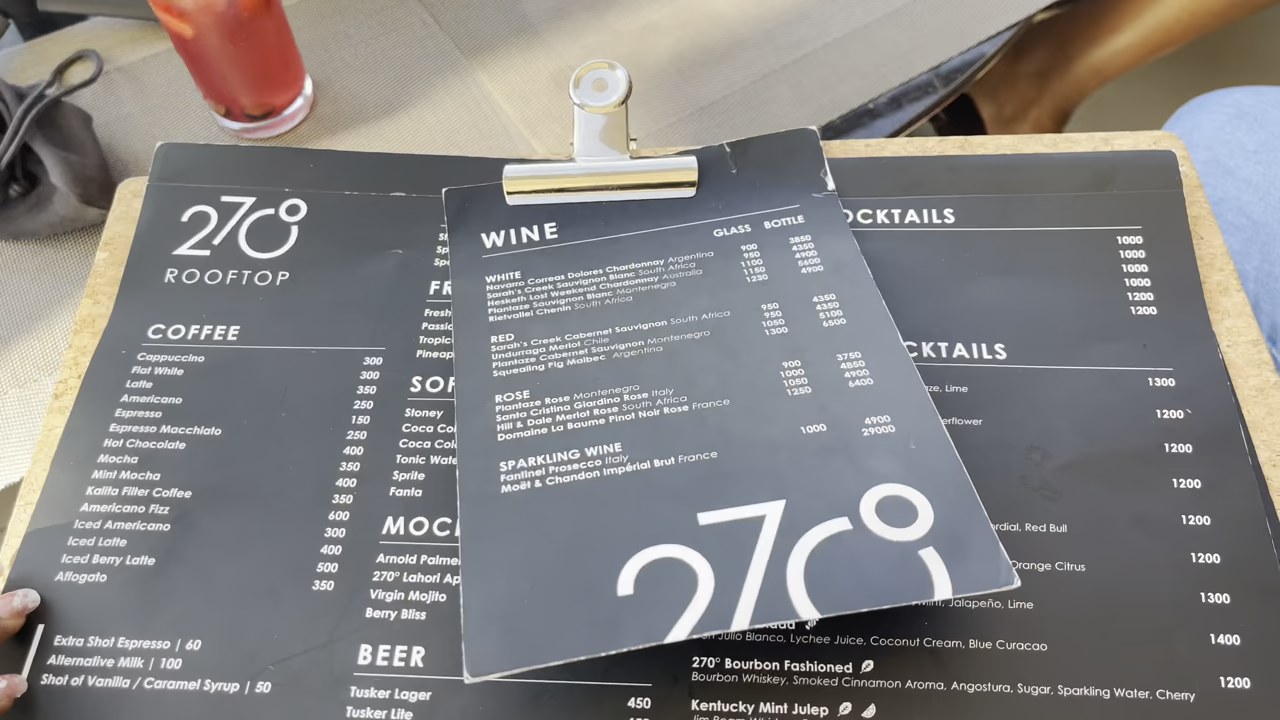 270°
ROOFTOP
COFFEE
Cappuccino 300
Flat White 300
Latte 350
Americano 250
Espresso 150
Espresso Macchiato 250
Hot Chocolate 400
Mocha 350
Mint Mocha 400
Kalita Filter Coffee 350
Americano Fizz 600
Iced Americano 300
Iced Latte 400
Iced Berry Latte 500
Affogato 350
Extra Shot Espresso | 60
Alternative Milk | 100
Shot of Vanilla / Caramel Syrup | 50
FR
Fresh
Passic
Tropic
Pineap
SOF
Stoney
Coca Co
Coca Col
Tonic Wate
Sprite
Fanta
MOC
Arnold Palme
270° Lahori Ap
Virgin Mojito
Berry Bliss
BEER
Tusker Lager 450
Tusker Lite
WINE GLASS BOTTLE
WHITE
Navarro Correas Dolores Chardonnay Argentina 900 3850
Sarah's Creek Sauvignon Blanc South Africa 950 4350
Hesketh Lost Weekend Chardonnay Australia 1100 4900
Plantaze Sauvignon Blanc Montenegro 1150 5600
Rietvallei Chenin South Africa 1230 4900
RED
Sarah's Creek Cabernet Sauvignon South Africa 950 4350
Undurraga Merlot Chile 950 4350
Plantaze Cabernet Sauvignon Montenegro 1050 5100
Squealing Pig Malbec Argentina 1300 6500
ROSE
Plantaze Rose Montenegro 900 3750
Santa Cristina Giardino Rose Italy 1000 4850
Hill & Dale Merlot Rose South Africa 1050 4900
Domaine La Baume Pinot Noir Rose France 1250 6400
SPARKLING WINE
Fantinel Prosecco Italy 1000 4900
Moët & Chandon Impérial Brut France 29000
270°
OCKTAILS
1000
1000
1000
1000
1200
1200
CKTAILS
aze, Lime 1300
erflower 1200
1200
1200
ordial, Red Bull 1200
Orange Citrus 1200
Mint, Jalapeño, Lime 1300
Julio Blanco, Lychee Juice, Coconut Cream, Blue Curacao 1400
270° Bourbon Fashioned
Bourbon Whiskey, Smoked Cinnamon Aroma, Angostura, Sugar, Sparkling Water, Cherry 1200
Kentucky Mint Julep